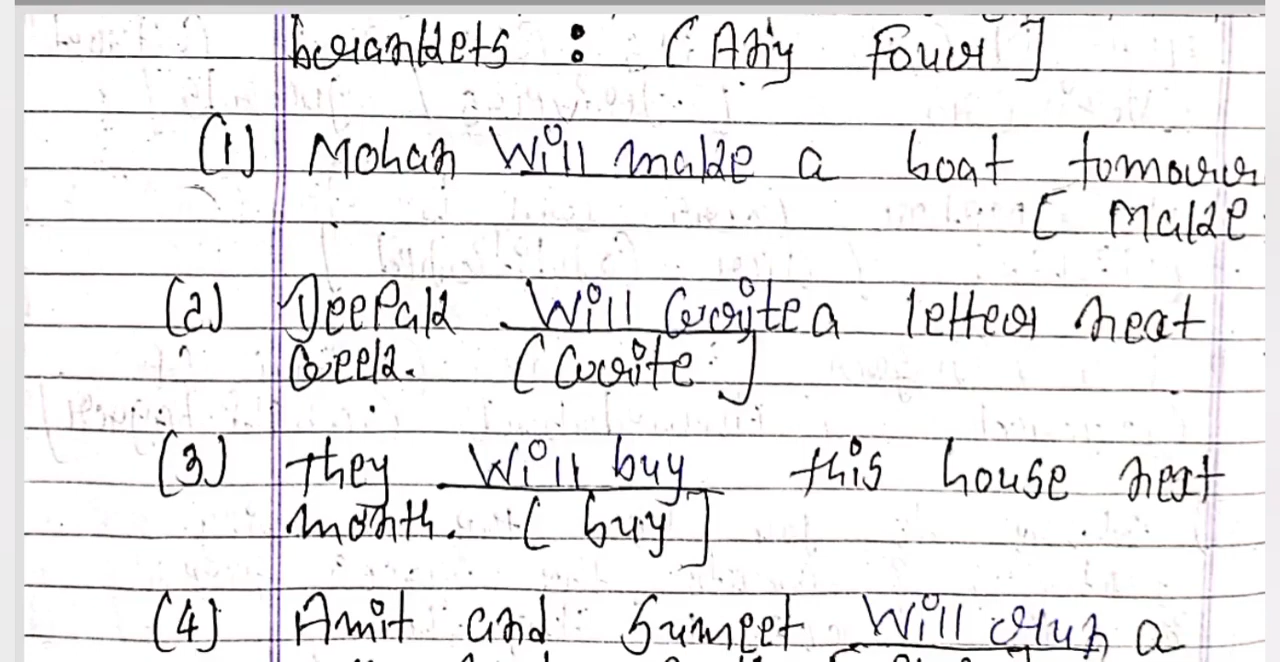 brackets : [Any Four]
(1) Mohan Will make a boat tomorr
[ Make
(2) Deepak Will write a letter next
week. [write]
(3) They Will buy this house next
month. [buy]
(4) Amit and Sumeet Will run a